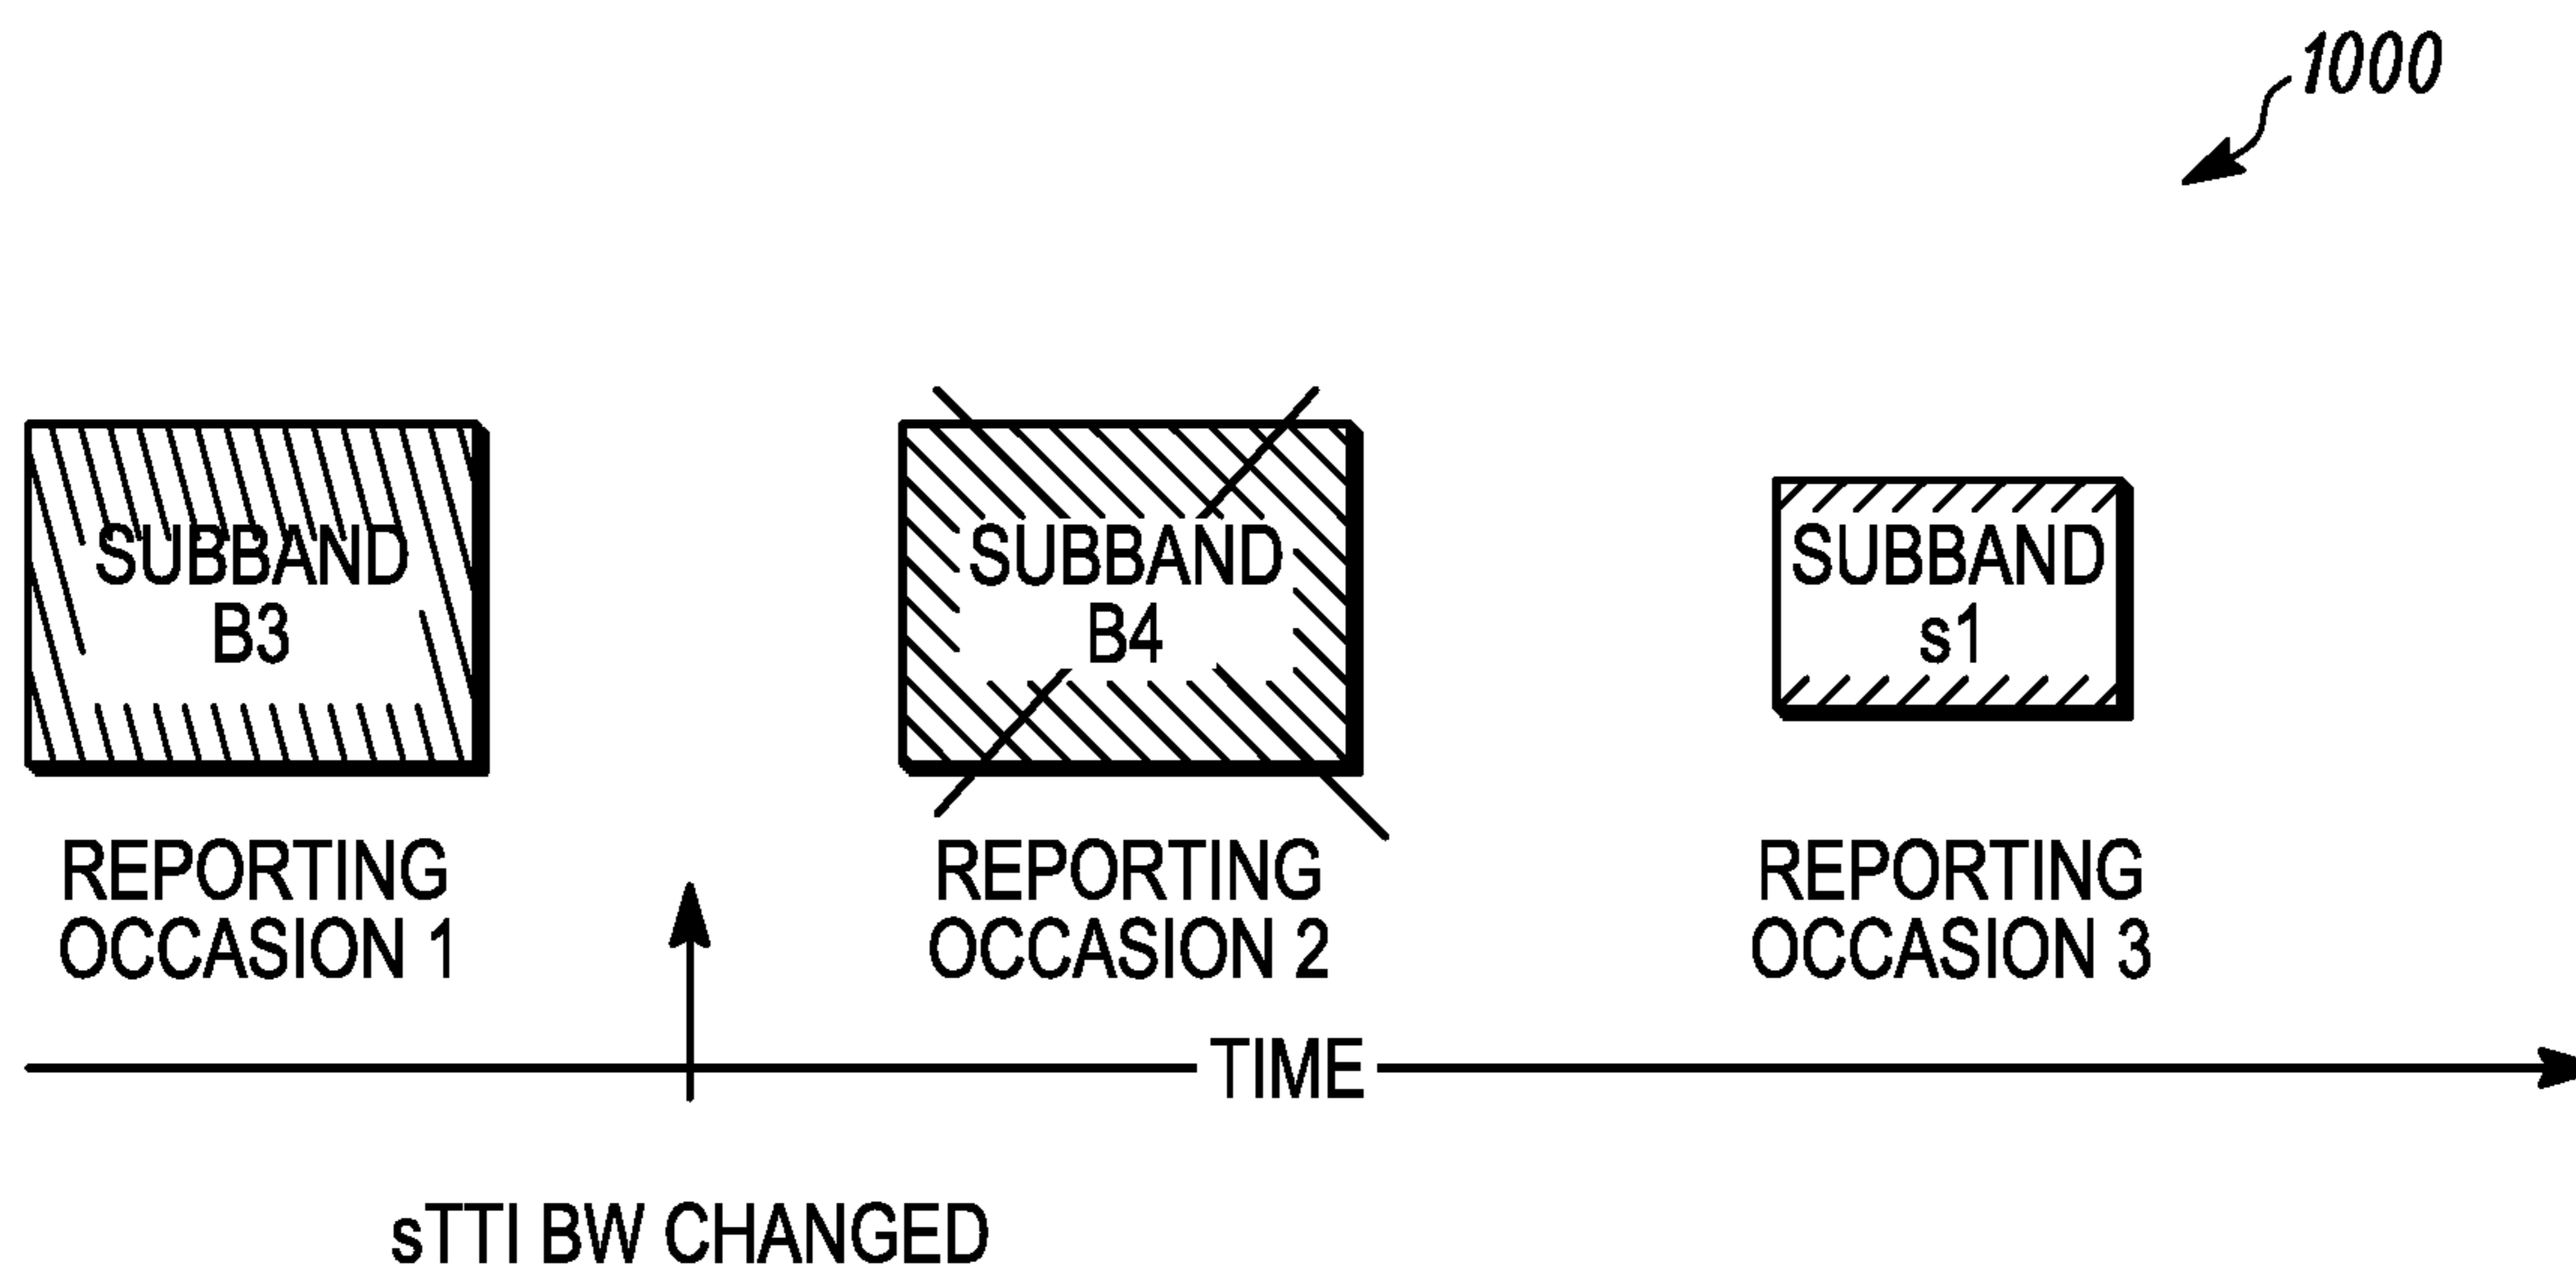 1000
SUBBAND
B3
SUBBAND
B4
SUBBAND
s1
REPORTING
OCCASION 1
REPORTING
OCCASION 2
REPORTING
OCCASION 3
TIME
sTTI BW CHANGED